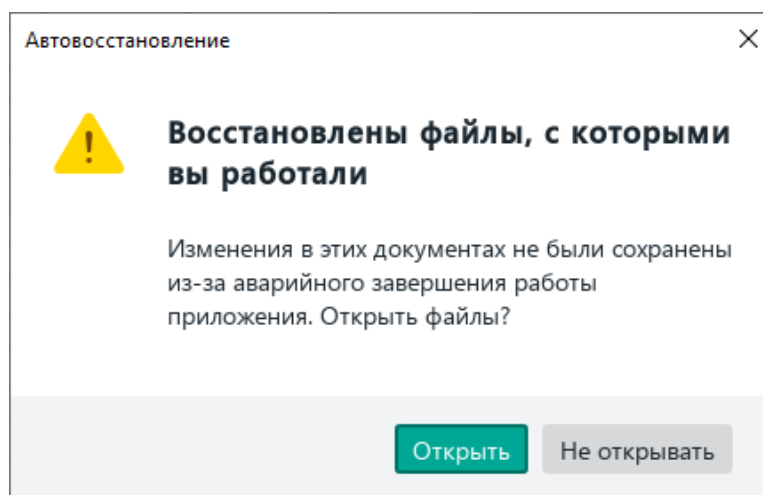 Автовосстановление
Восстановлены файлы, с которыми
вы работали
Изменения в этих документах не были сохранены
из-за аварийного завершения работы
приложения. Открыть файлы?
Открыть
Не открывать